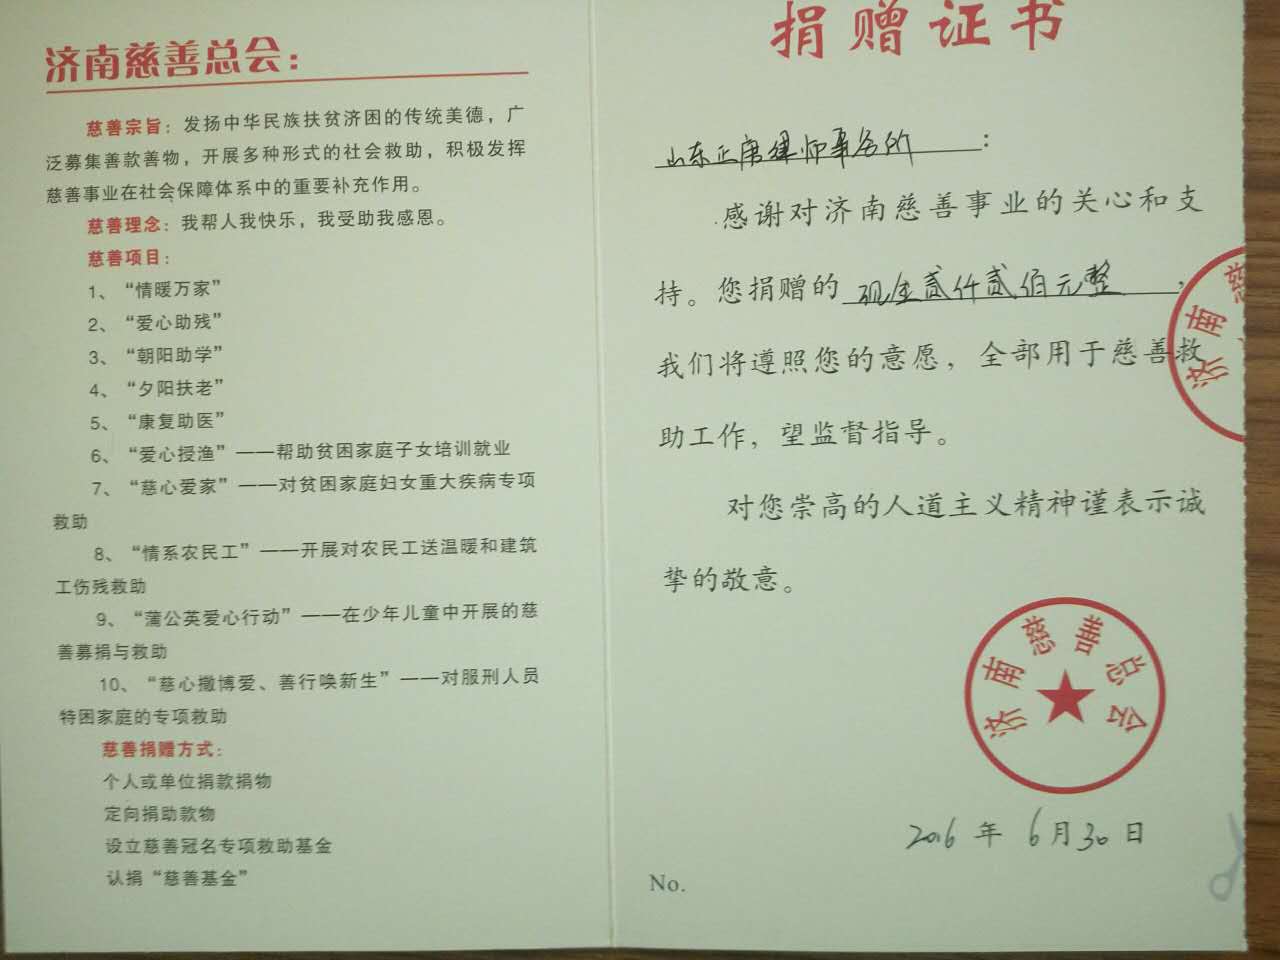 济南慈善总会：
慈善宗旨：发扬中华民族扶贫济困的传统美德，广
泛募集善款善物，开展多种形式的社会救助，积极发挥
慈善事业在社会保障体系中的重要补充作用。
慈善理念：我帮人我快乐，我受助我感恩。
慈善项目：
1、“情暖万家”
2、“爱心助残”
3、“朝阳助学”
4、“夕阳扶老”
5、“康复助医”
6、“爱心授渔”——帮助贫困家庭子女培训就业
7、“慈心爱家”——对贫困家庭妇女重大疾病专项
救助
8、“情系农民工”——开展对农民工送温暖和建筑
工伤残救助
9、“蒲公英爱心行动”——在少年儿童中开展的慈
善募捐与救助
10、“慈心撒博爱、善行唤新生”——对服刑人员
特困家庭的专项救助
慈善捐赠方式：
个人或单位捐款捐物
定向捐助款物
设立慈善冠名专项救助基金
认捐“慈善基金”
捐赠证书
山东正唐律师事务所：
感谢对济南慈善事业的关心和支
持。您捐赠的现金贰仟贰佰元整，
我们将遵照您的意愿，全部用于慈善救
助工作，望监督指导。
对您崇高的人道主义精神谨表示诚
挚的敬意。
济南慈
济南慈善总会
2016年6月30日
No.